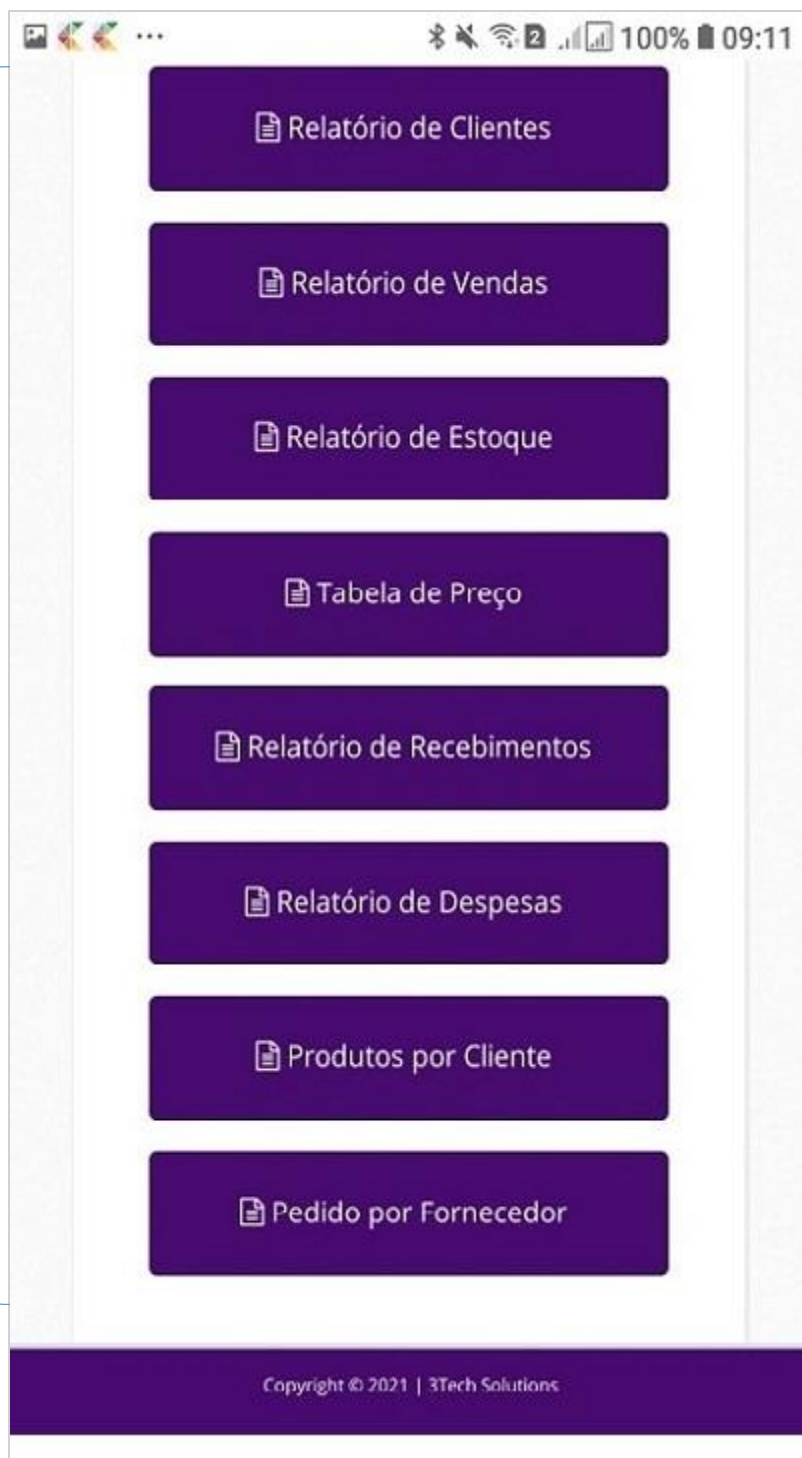 2 100% 09:11
Relatório de Clientes
Relatório de Vendas
Relatório de Estoque
Tabela de Preço
Relatório de Recebimentos
Relatório de Despesas
Produtos por Cliente
Pedido por Fornecedor
Copyright © 2021 | 3Tech Solutions